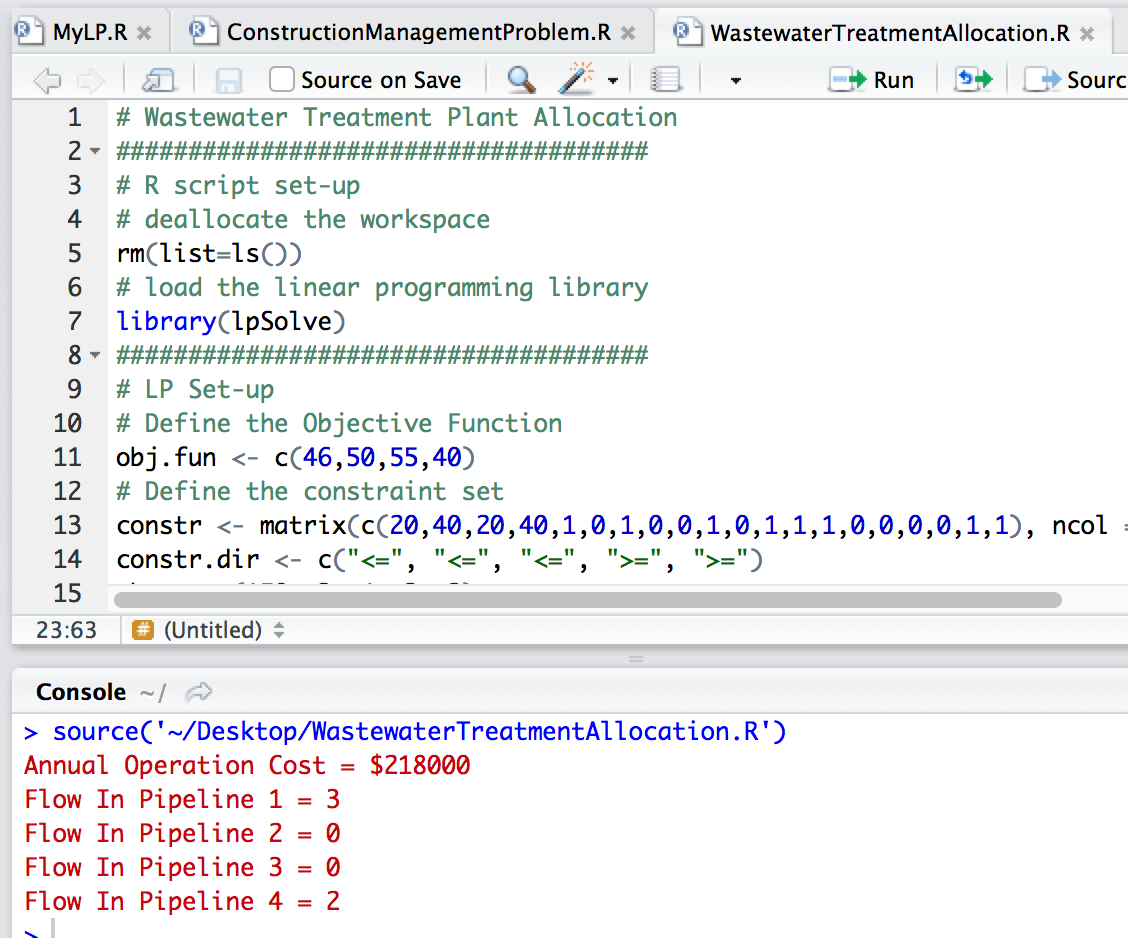 MyLP.R ConstructionManagementProblem.R WastewaterTreatmentAllocation.R
Source on Save Run Sourc
1 # Wastewater Treatment Plant Allocation
2 #####################################
3 # R script set-up
4 # deallocate the workspace
5 rm(list=ls())
6 # load the linear programming library
7 library(lpSolve)
8 #####################################
9 # LP Set-up
10 # Define the Objective Function
11 obj.fun <- c(46,50,55,40)
12 # Define the constraint set
13 constr <- matrix(c(20,40,20,40,1,0,1,0,0,1,0,1,1,1,0,0,0,0,1,1), ncol =
14 constr.dir <- c("<=", "<=", "<=", ">=", ">=")
15
23:63 # (Untitled)
Console ~/
> source('~/Desktop/WastewaterTreatmentAllocation.R')
Annual Operation Cost = $218000
Flow In Pipeline 1 = 3
Flow In Pipeline 2 = 0
Flow In Pipeline 3 = 0
Flow In Pipeline 4 = 2
>